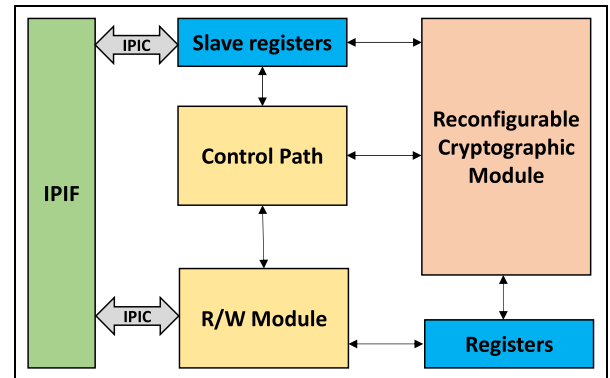 IPIF
IPIC
Slave registers
Control Path
Reconfigurable
Cryptographic
Module
IPIC
R/W Module
Registers